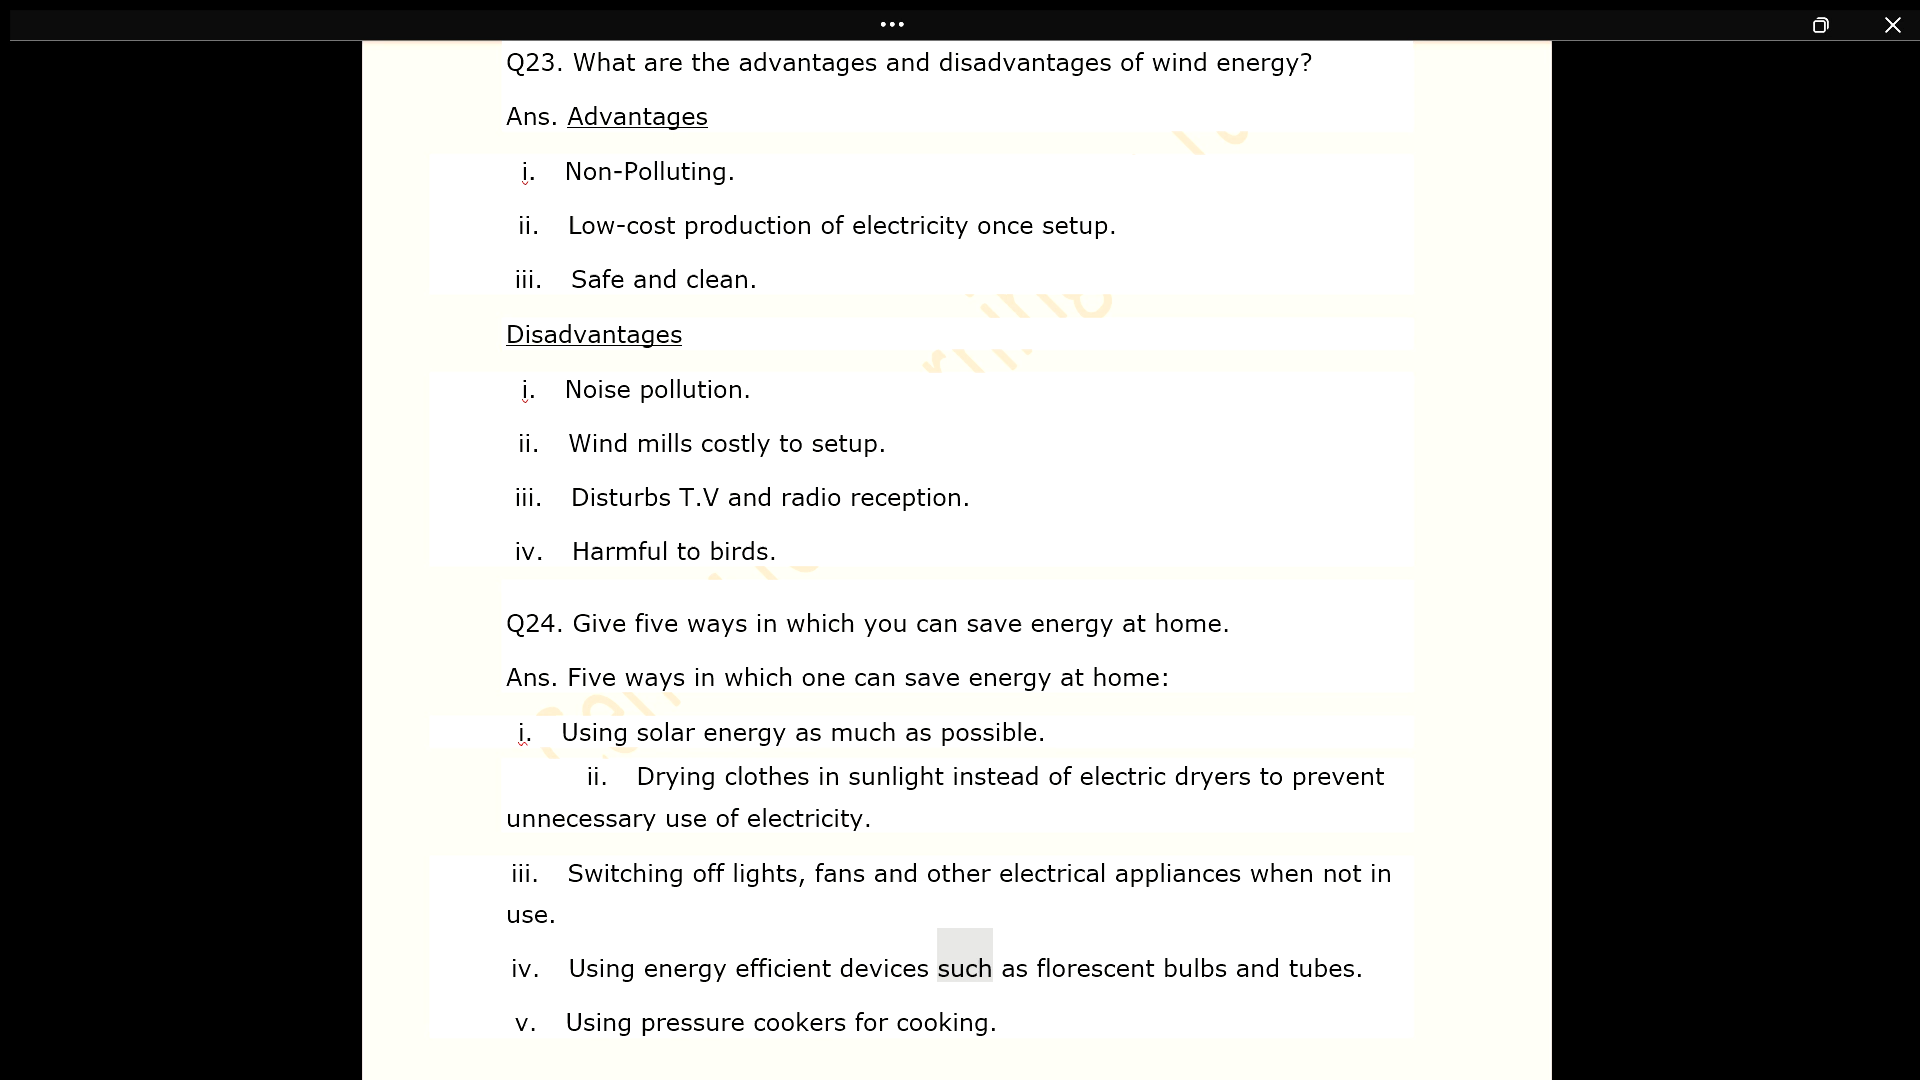 Q23. What are the advantages and disadvantages of wind energy?
Ans. Advantages
i. Non-Polluting.
ii. Low-cost production of electricity once setup.
iii. Safe and clean.
Disadvantages
i. Noise pollution.
ii. Wind mills costly to setup.
iii. Disturbs T.V and radio reception.
iv. Harmful to birds.
Q24. Give five ways in which you can save energy at home.
Ans. Five ways in which one can save energy at home:
i. Using solar energy as much as possible.
ii. Drying clothes in sunlight instead of electric dryers to prevent
unnecessary use of electricity.
iii. Switching off lights, fans and other electrical appliances when not in
use.
iv. Using energy efficient devices such as florescent bulbs and tubes.
v. Using pressure cookers for cooking.